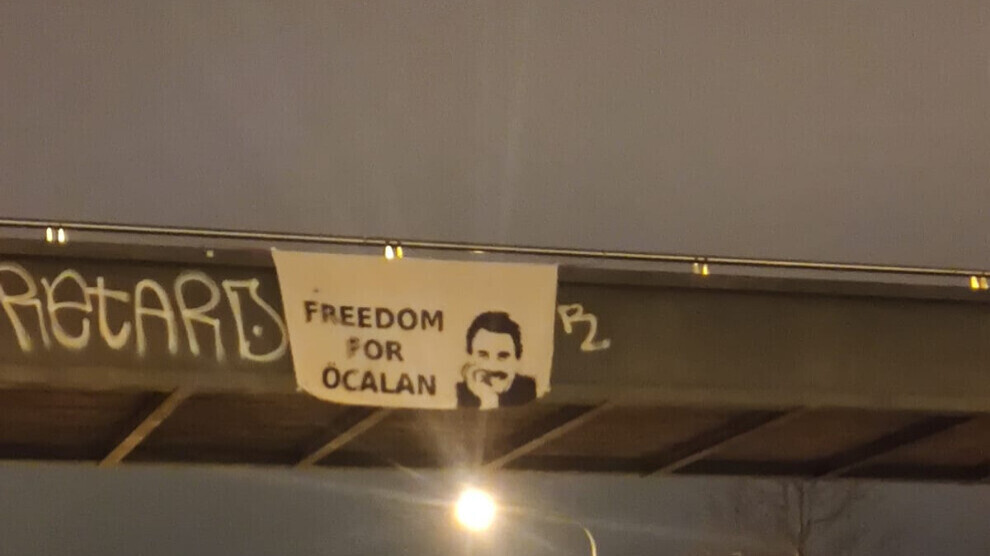 RetARD
FREEDOM
FOR
ÖCALAN